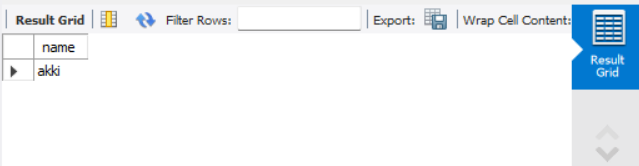 Result Grid Filter Rows: Export: Wrap Cell Content:
name
akki
Result
Grid